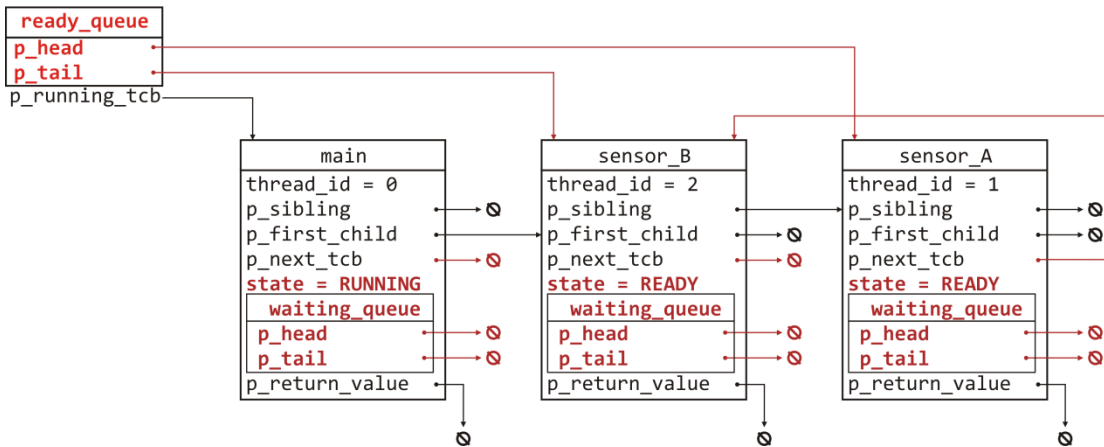 ready_queue
p_head
p_tail
p_running_tcb
main
thread_id = 0
p_sibling
p_first_child
p_next_tcb
state = RUNNING
waiting_queue
p_head
p_tail
p_return_value
sensor_B
thread_id = 2
p_sibling
p_first_child
p_next_tcb
state = READY
waiting_queue
p_head
p_tail
p_return_value
sensor_A
thread_id = 1
p_sibling
p_first_child
p_next_tcb
state = READY
waiting_queue
p_head
p_tail
p_return_value